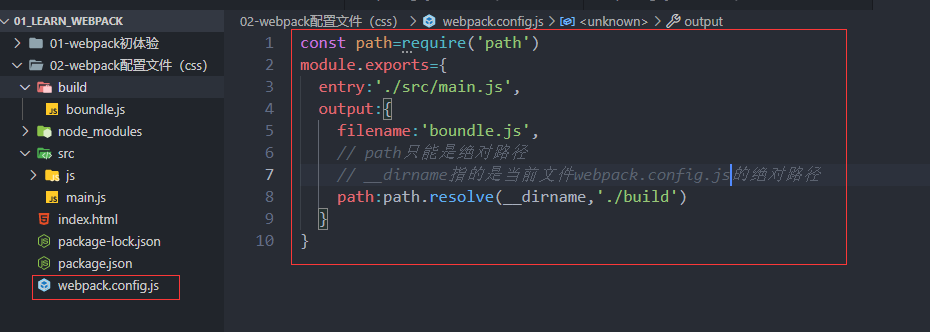 01_LEARN_WEBPACK
01-webpack初体验
02-webpack配置文件（css）
build
boundle.js
node_modules
src
js
main.js
index.html
package-lock.json
package.json
webpack.config.js
02-webpack配置文件（css） > webpack.config.js > <unknown> > output
1 const path=require('path')
2 module.exports={
3 entry:'./src/main.js',
4 output:{
5 filename:'boundle.js',
6 // path只能是绝对路径
7 // __dirname指的是当前文件webpack.config.js的绝对路径
8 path:path.resolve(__dirname,'./build')
9 }
10 }